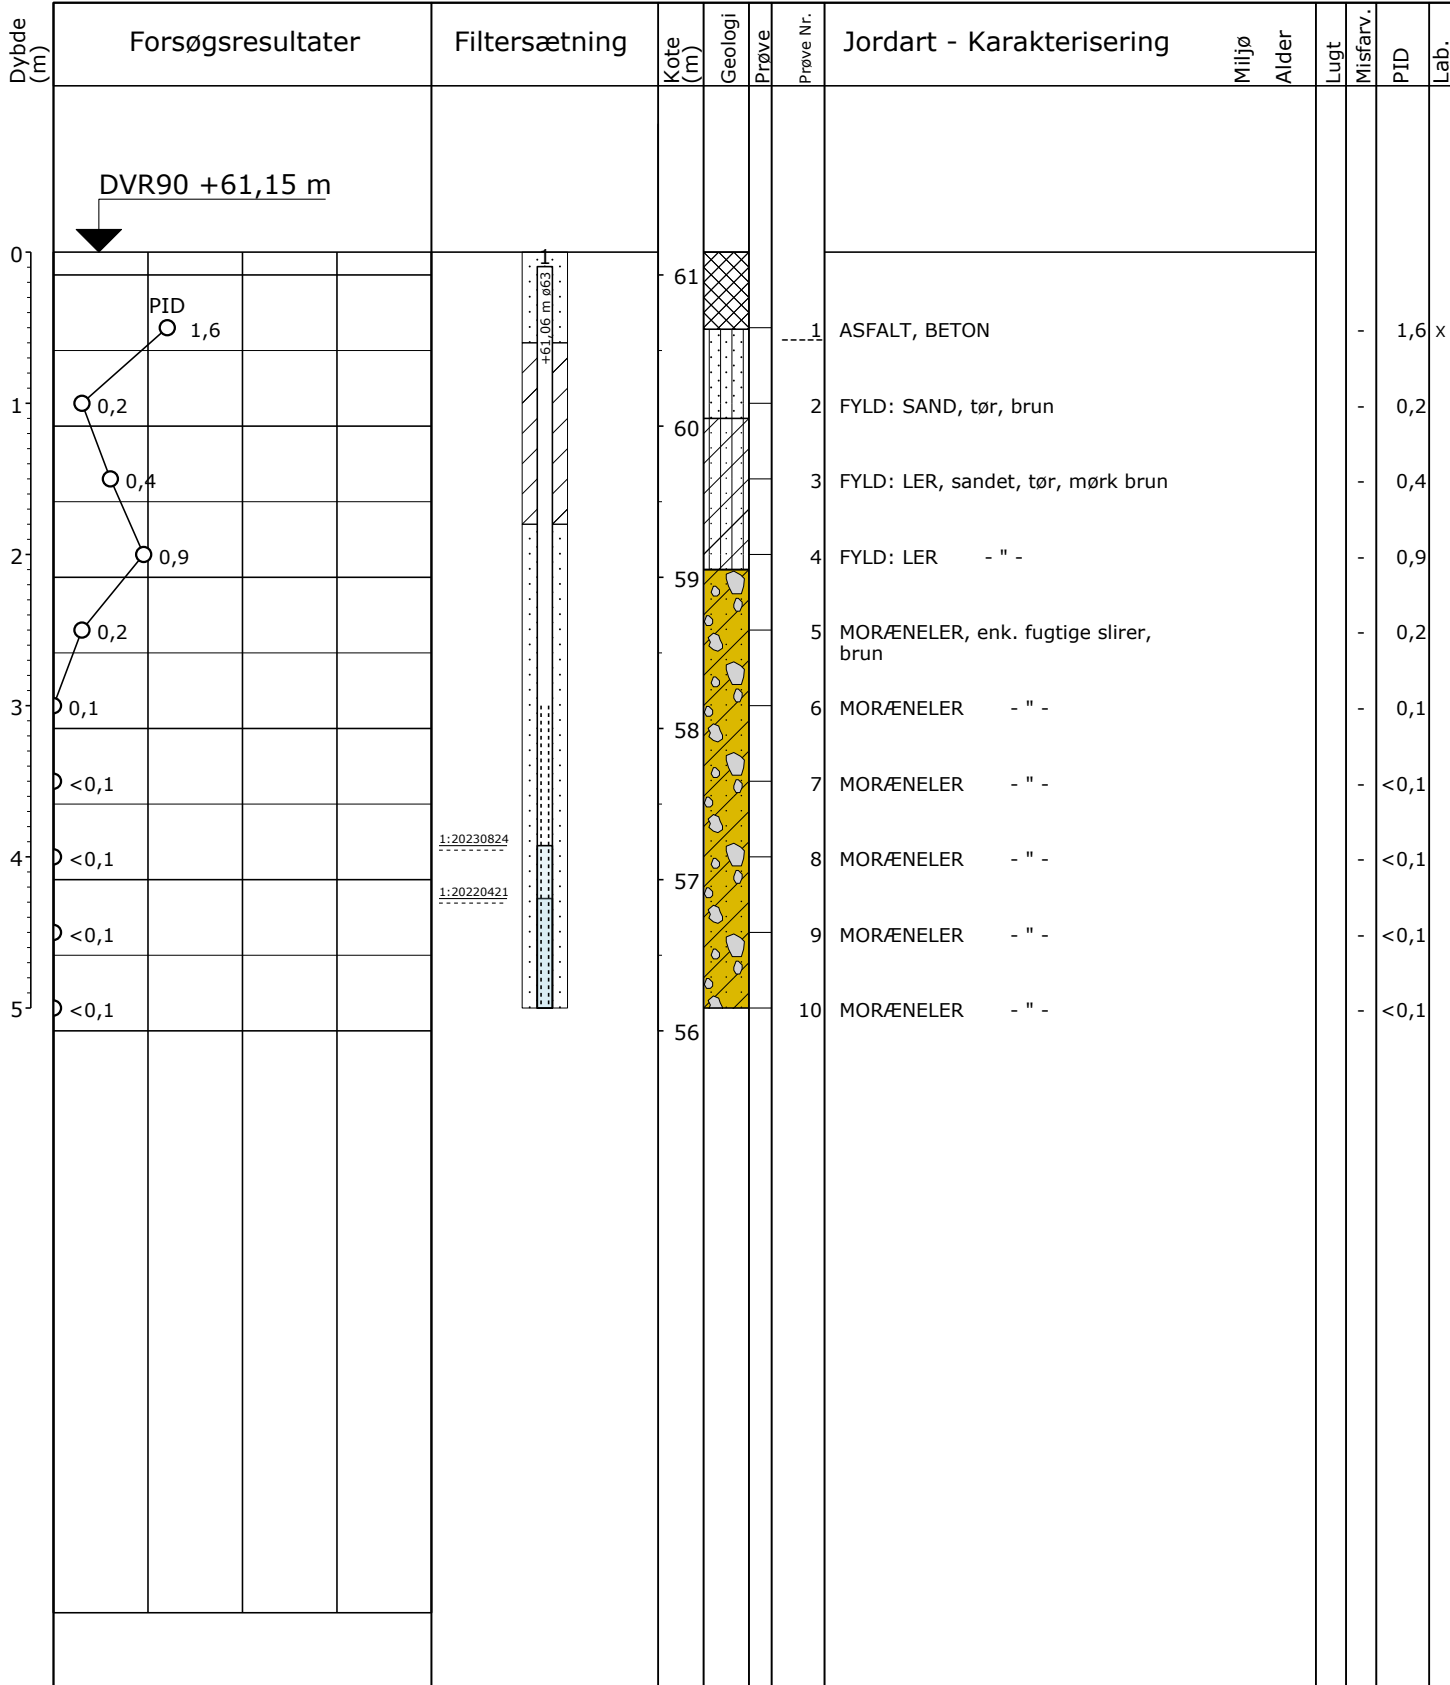 Dybde (m) Forsøgsresultater Filtersætning Kote (m) Geologi Prøve Prøve Nr. Jordart - Karakterisering Miljø Alder Lugt Misfarv. PID Lab.
DVR90 +61,15 m
0
1
+61,06 m ø63
61
PID
1,6
1 ASFALT, BETON - 1,6 x
1
0,2
2 FYLD: SAND, tør, brun - 0,2
60
0,4
3 FYLD: LER, sandet, tør, mørk brun - 0,4
2
0,9
4 FYLD: LER - " - - 0,9
59
0,2
5 MORÆNELER, enk. fugtige slirer, - 0,2
brun
3
0,1
6 MORÆNELER - " - - 0,1
58
<0,1
7 MORÆNELER - " - - <0,1
1:20230824
4
<0,1
8 MORÆNELER - " - - <0,1
57
1:20220421
<0,1
9 MORÆNELER - " - - <0,1
5
<0,1
10 MORÆNELER - " - - <0,1
56